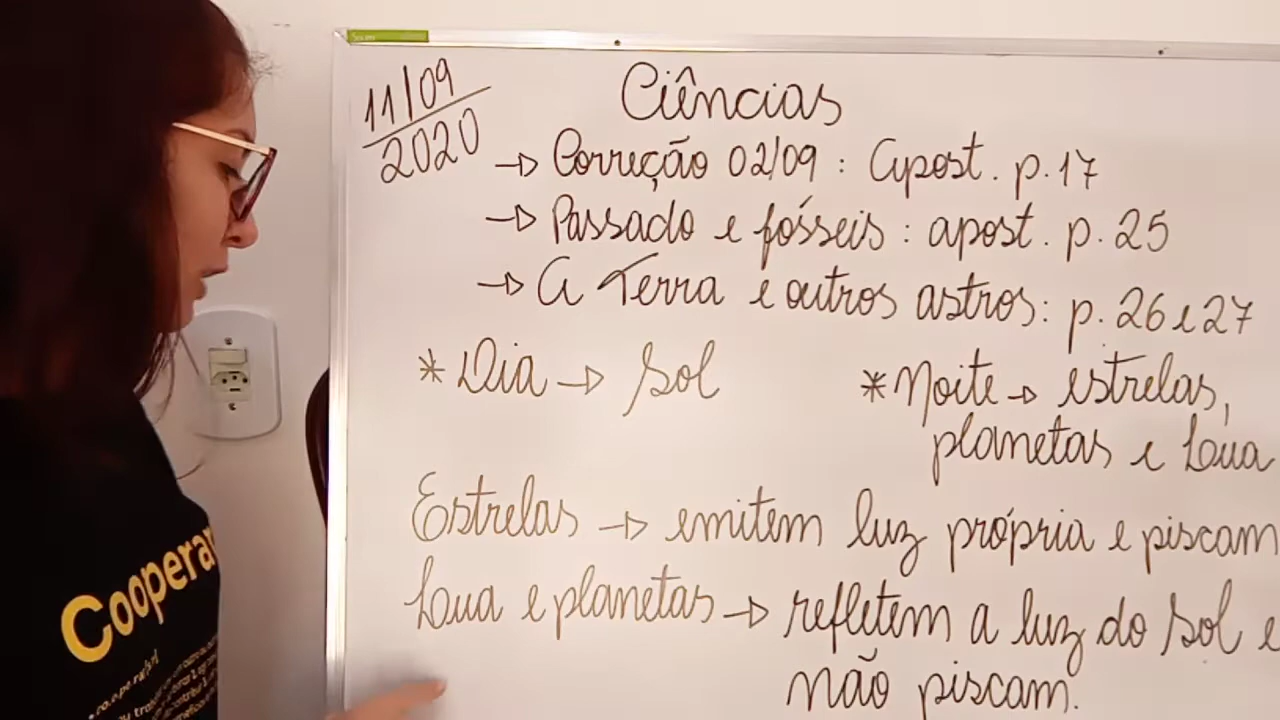 11/09
2020
Ciências
→ Correção 02/09 : Apost. p. 17
→ Passado e fósseis : apost. p. 25
→ A Terra e outros astros: p. 26 e 27
* Dia → Sol
* Noite → estrelas,
planetas e Lua
Estrelas → emitem luz própria e piscam
Lua e planetas → refletem a luz do Sol e
não piscam.
Cooperar